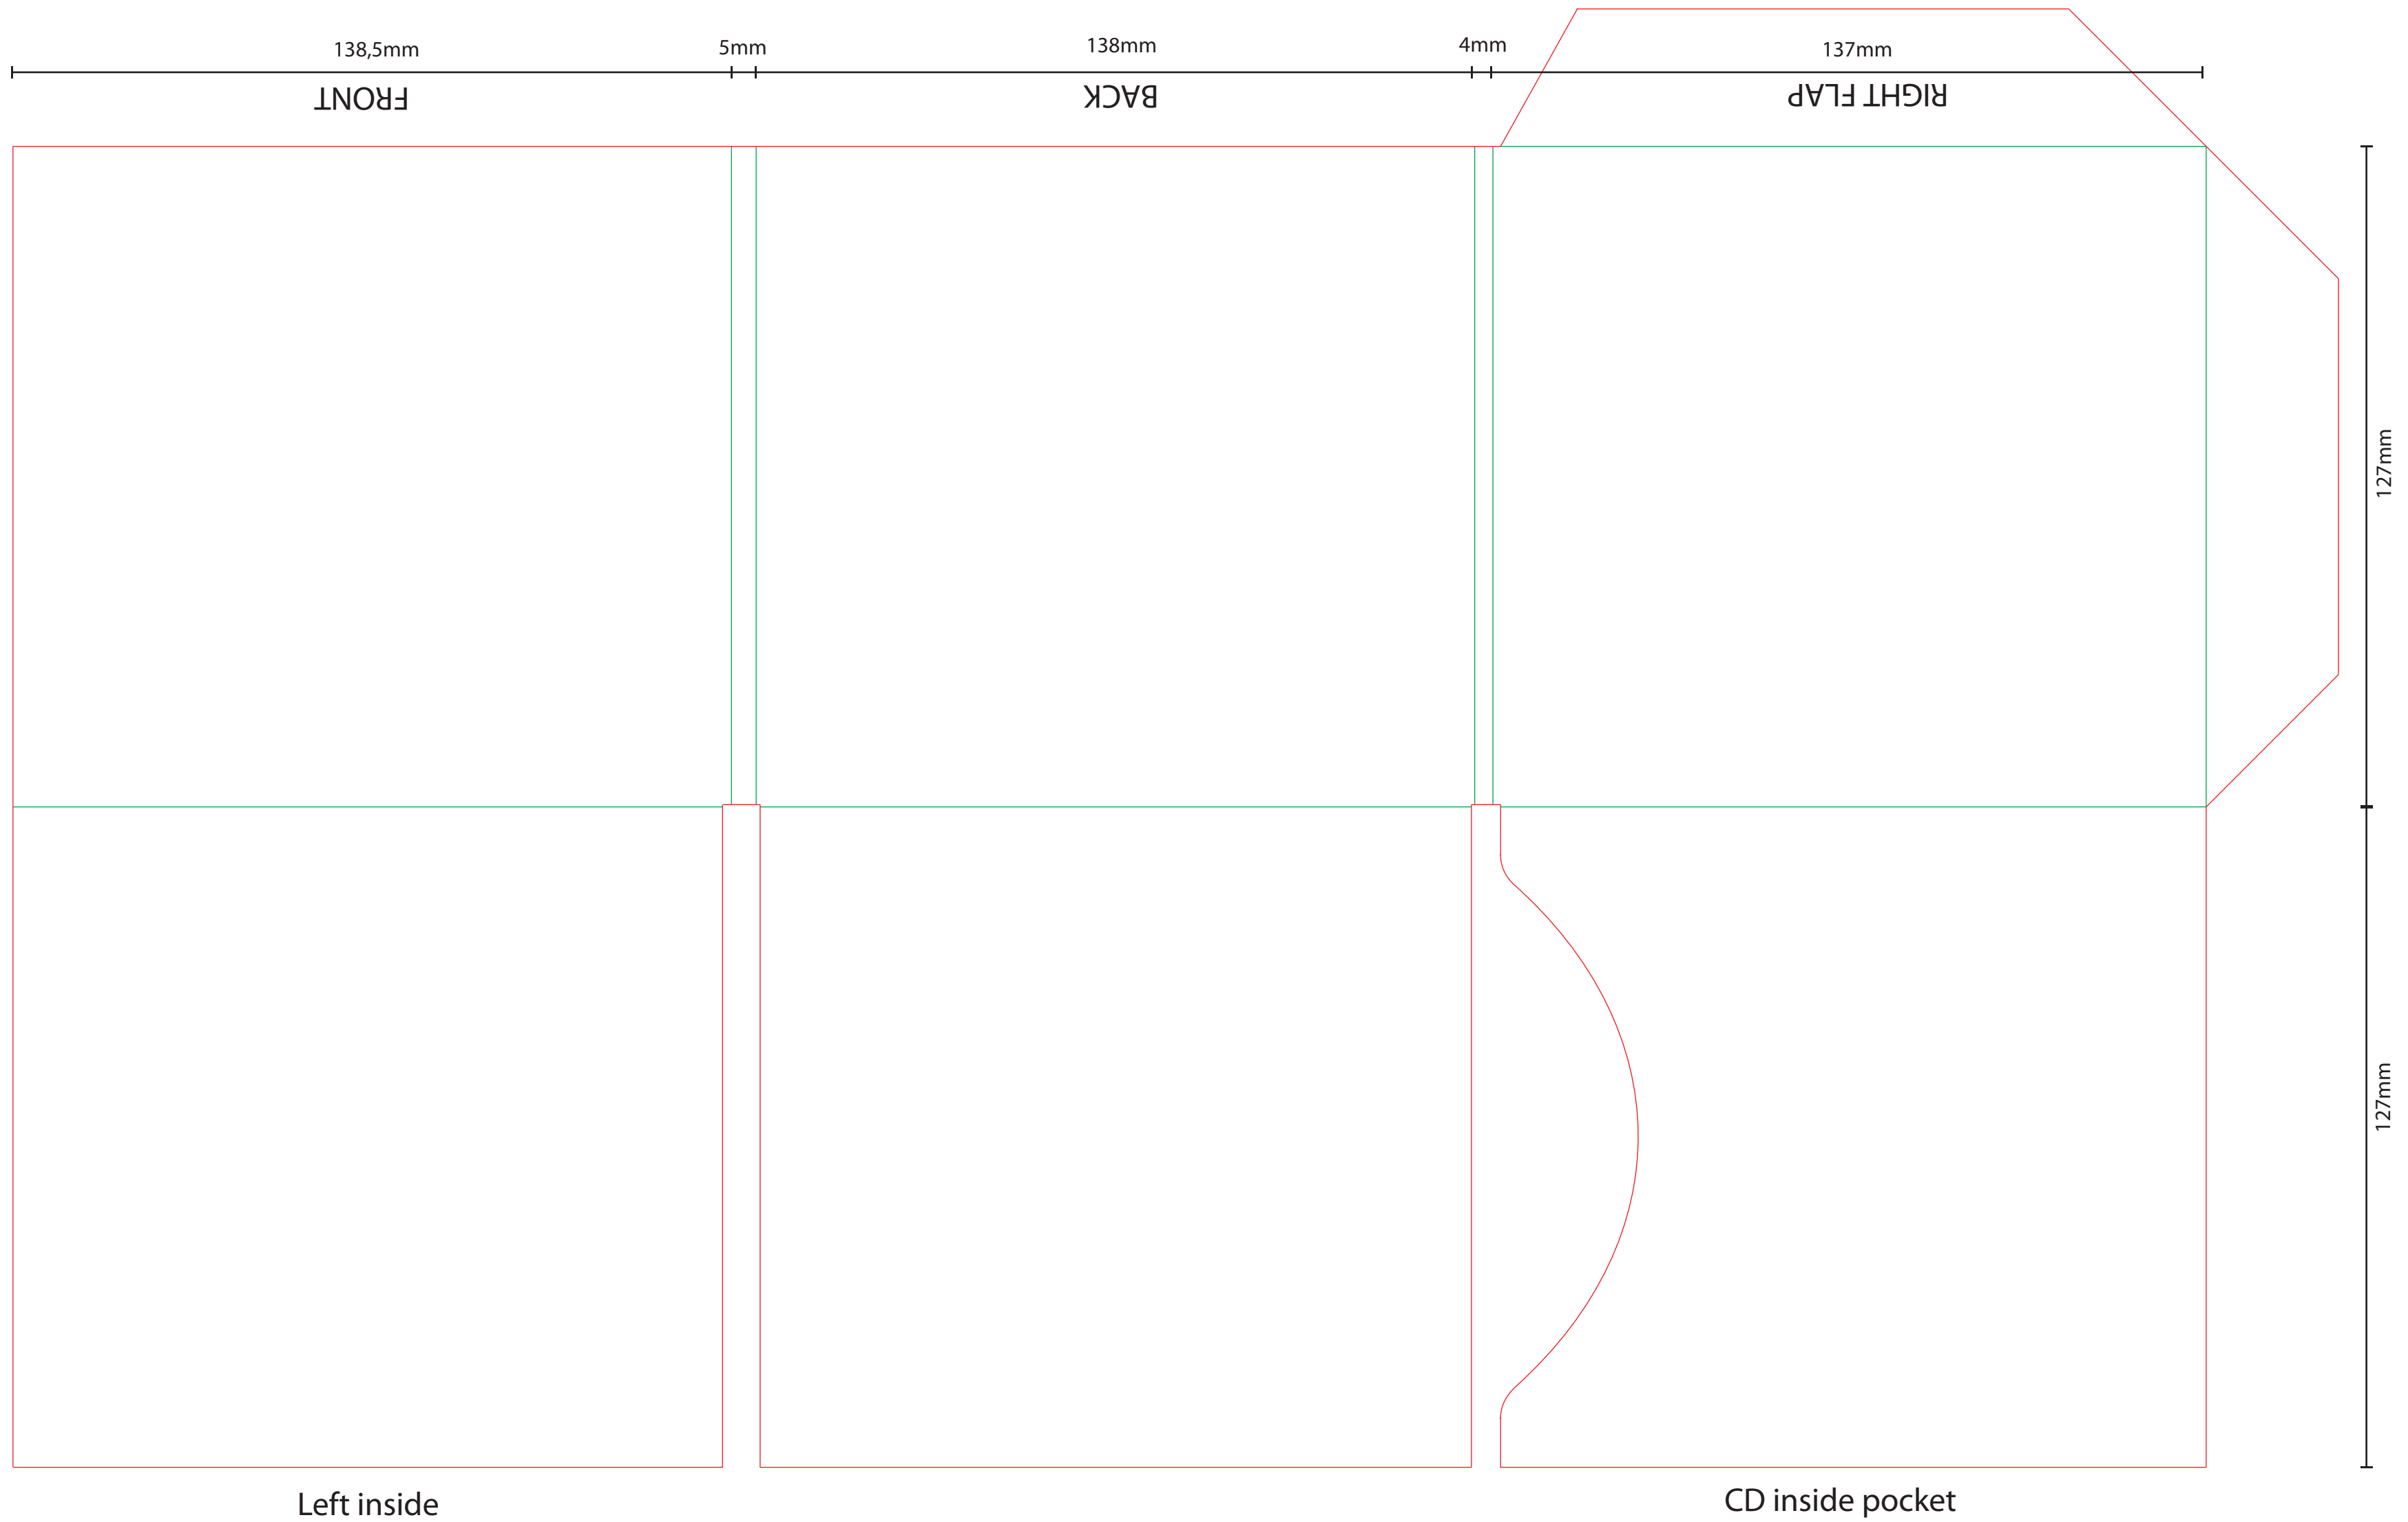 138,5mm 5mm 138mm 4mm 137mm
FRONT BACK RIGHT FLAP
127mm
127mm
Left inside CD inside pocket